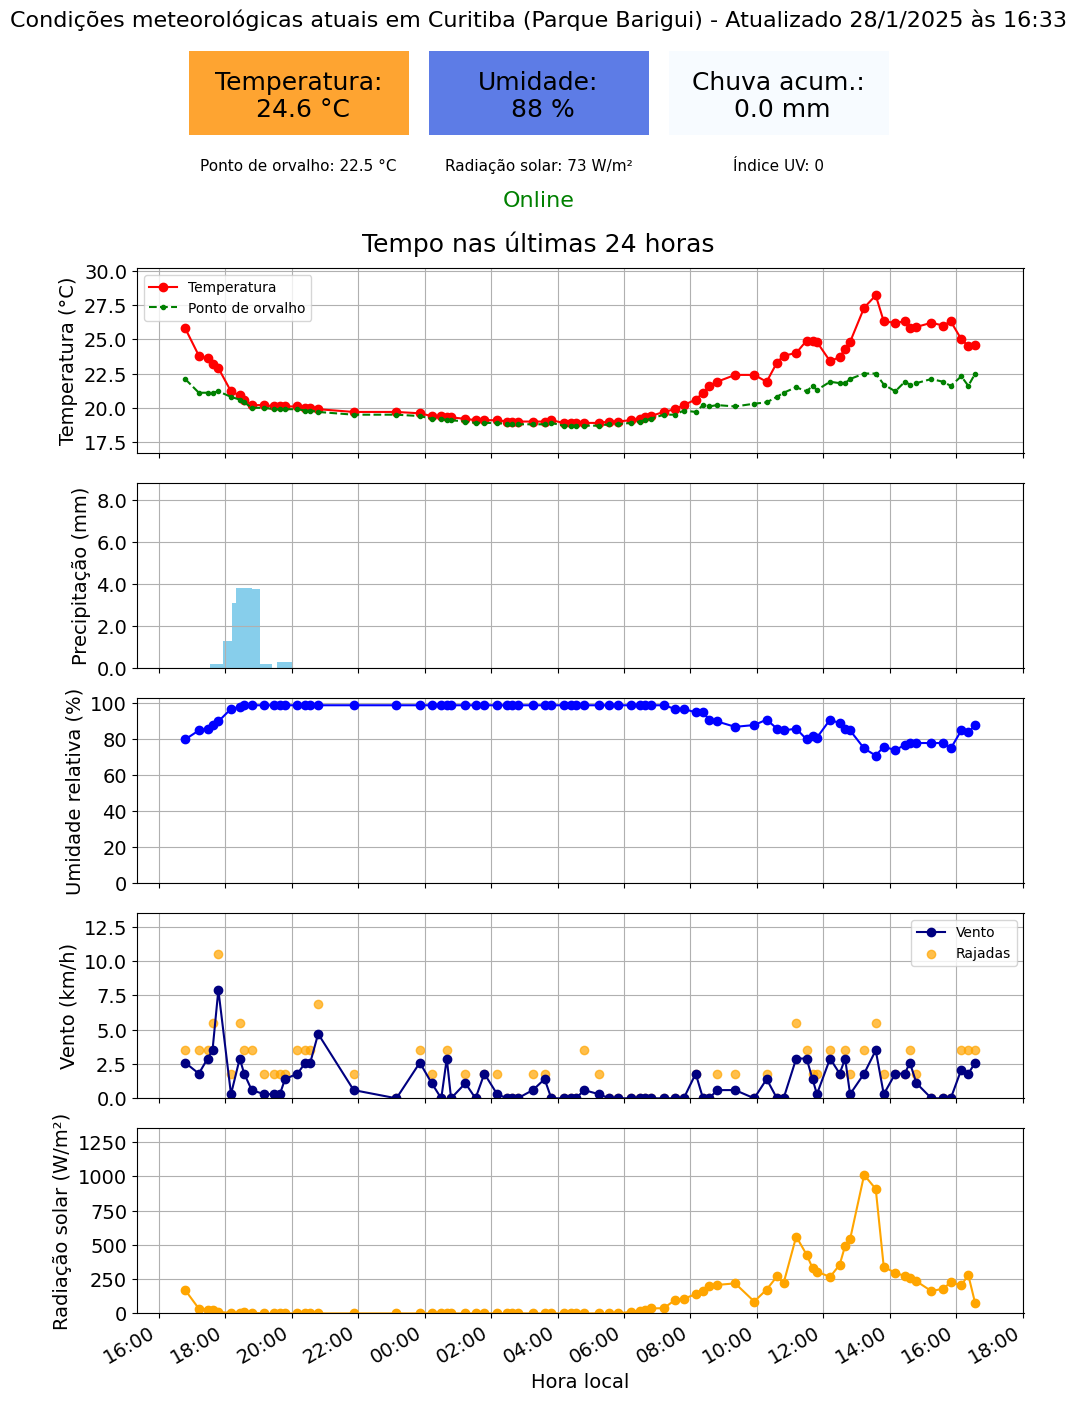 Condições meteorológicas atuais em Curitiba (Parque Barigui) - Atualizado 28/1/2025 às 16:33
Temperatura:
24.6 °C
Umidade:
88 %
Chuva acum.:
0.0 mm
Ponto de orvalho: 22.5 °C
Radiação solar: 73 W/m²
Índice UV: 0
Online
Tempo nas últimas 24 horas
Temperatura (°C)
30.0
27.5
25.0
22.5
20.0
17.5
Temperatura
Ponto de orvalho
Precipitação (mm)
8.0
6.0
4.0
2.0
0.0
Umidade relativa (%)
100
80
60
40
20
0
Vento (km/h)
12.5
10.0
7.5
5.0
2.5
0.0
Vento
Rajadas
Radiação solar (W/m²)
1250
1000
750
500
250
0
16:00
18:00
20:00
22:00
00:00
02:00
04:00
06:00
08:00
10:00
12:00
14:00
16:00
18:00
Hora local